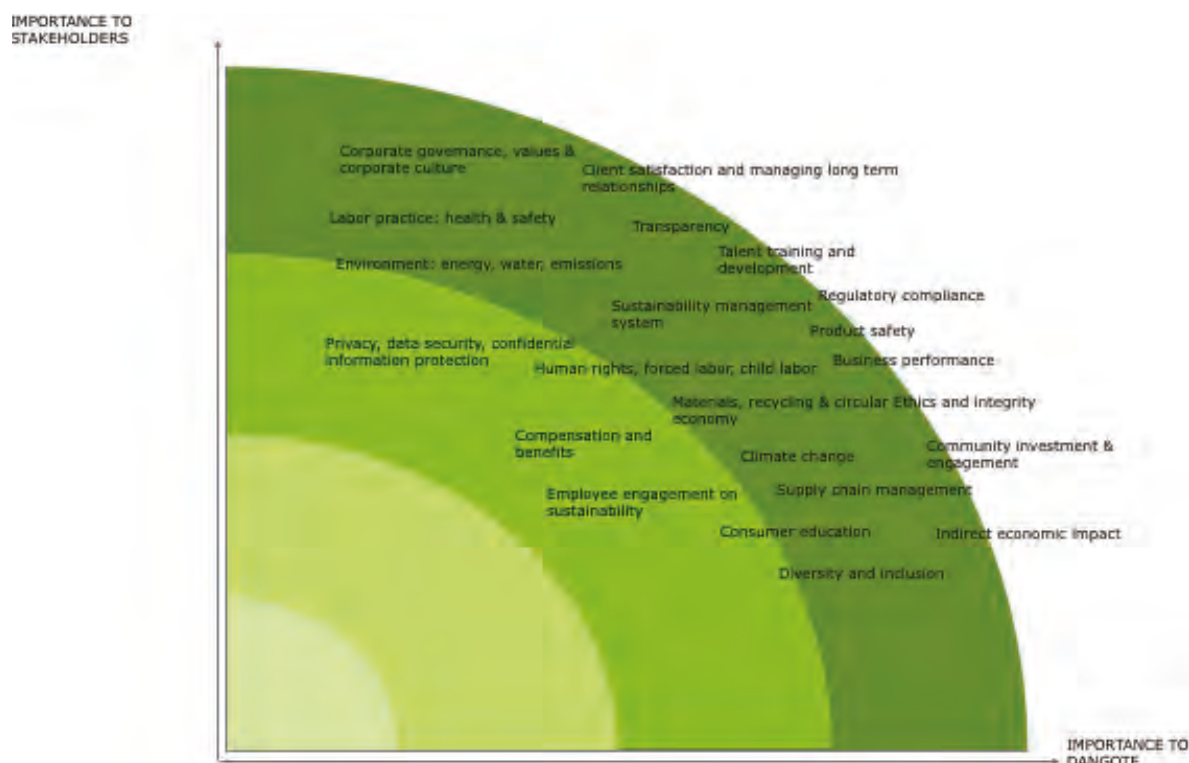 IMPORTANCE TO
STAKEHOLDERS
Corporate governance, values &
corporate culture
Client satisfaction and managing long term
relationships
Labor practice: health & safety
Transparency
Talent training and
development
Environment: energy, water, emissions
Regulatory compliance
Sustainability management
system
Product safety
Privacy, data security, confidential
information protection
Human rights, forced labor, child labor
Business performance
Materials, recycling & circular
economy
Ethics and integrity
Compensation and
benefits
Climate change
Community investment &
engagement
Employee engagement on
sustainability
Supply chain management
Consumer education
Indirect economic impact
Diversity and inclusion
IMPORTANCE TO
DANGOTE